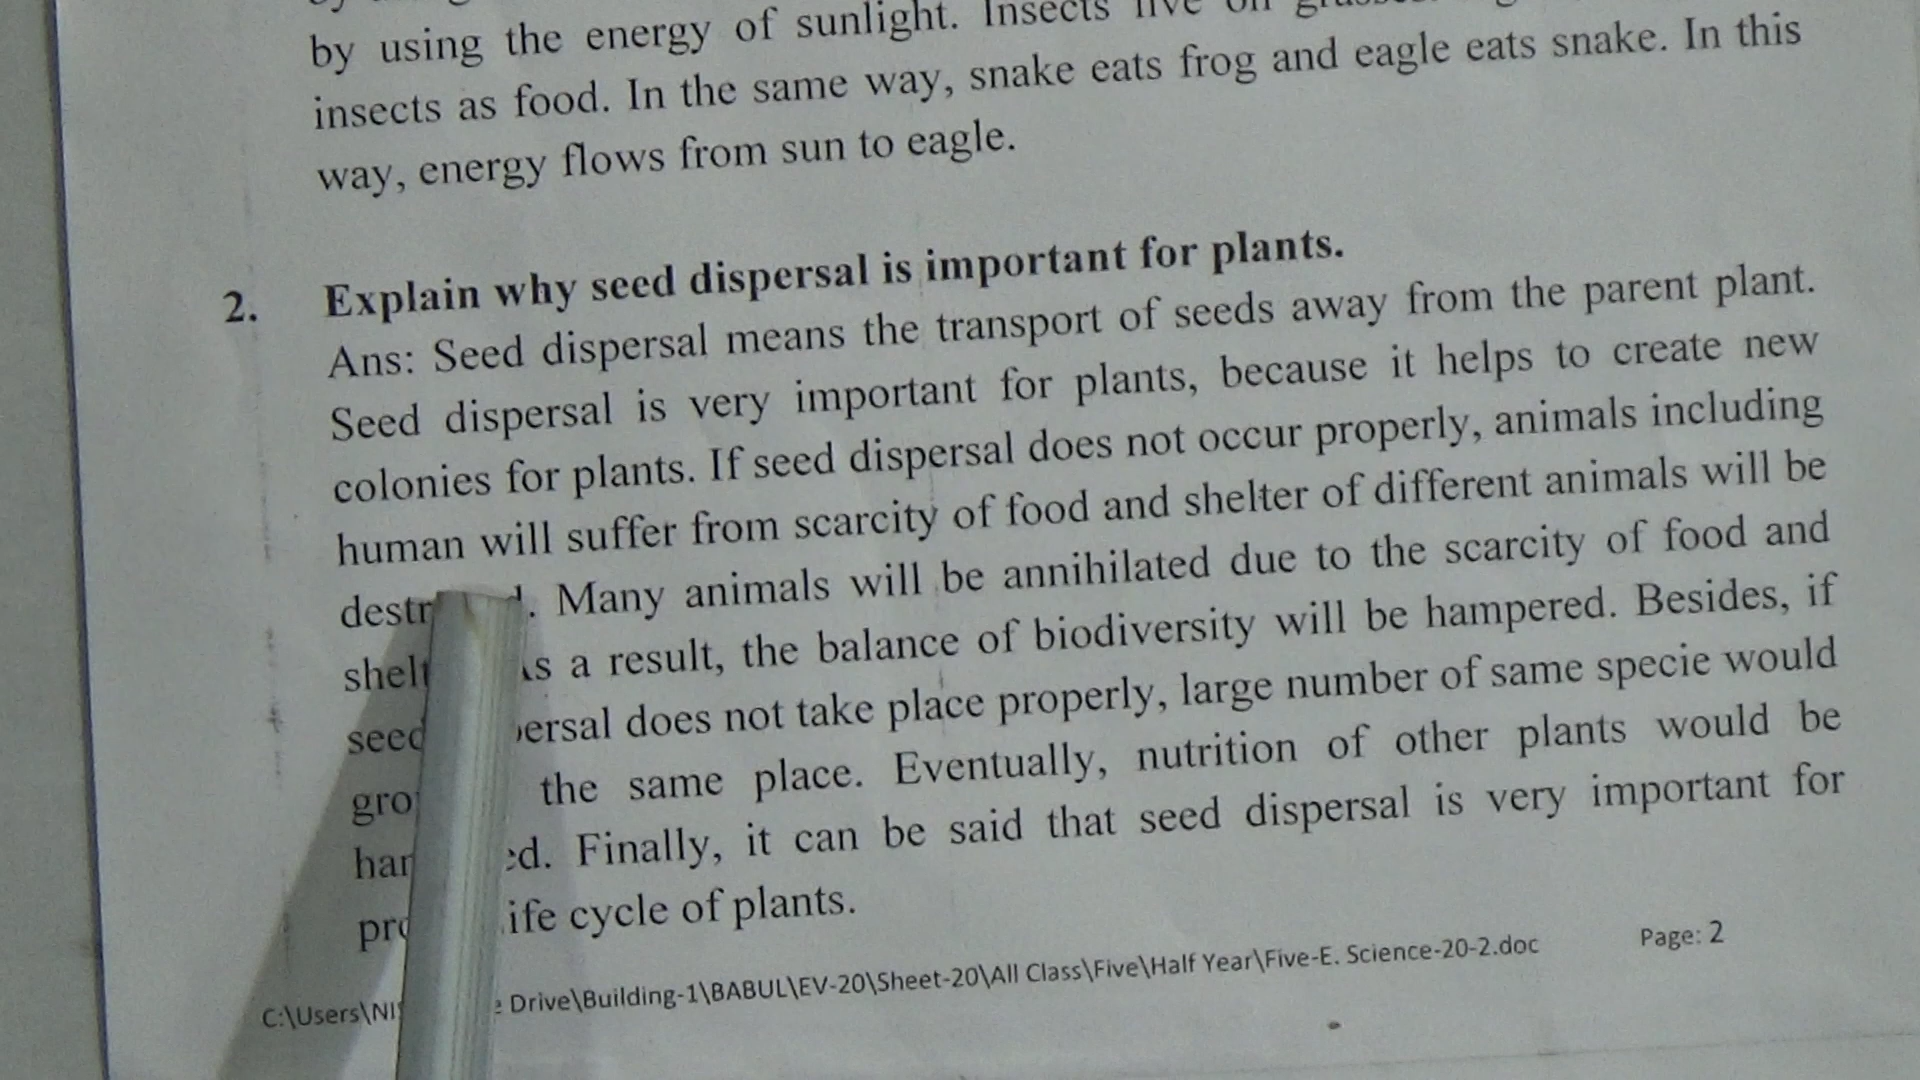 by using the energy of sunlight. Insects live on
insects as food. In the same way, snake eats frog and eagle eats snake. In this
way, energy flows from sun to eagle.
2. Explain why seed dispersal is important for plants.
Ans: Seed dispersal means the transport of seeds away from the parent plant.
Seed dispersal is very important for plants, because it helps to create new
colonies for plants. If seed dispersal does not occur properly, animals including
human will suffer from scarcity of food and shelter of different animals will be
Many animals will be annihilated due to the scarcity of food and
a result, the balance of biodiversity will be hampered. Besides, if
does not take place properly, large number of same specie would
the same place. Eventually, nutrition of other plants would be
Finally, it can be said that seed dispersal is very important for
cycle of plants.
C:\Users\NI Drive\Building-1\BABUL\EV-20\Sheet-20\All Class\Five\Half Year\Five-E. Science-20-2.doc Page: 2